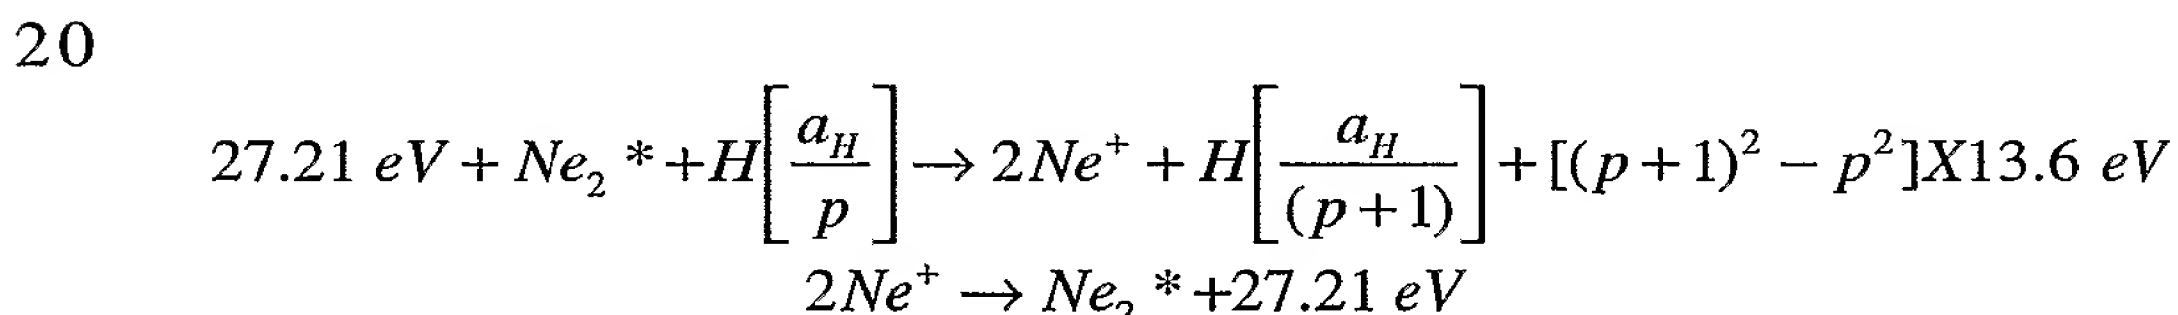 20
27.21 eV + Ne₂ * +H[a_H/p] → 2Ne⁺ + H[a_H/(p+1)] + [(p+1)² − p²]X13.6 eV
2Ne⁺ → Ne₂ * +27.21 eV